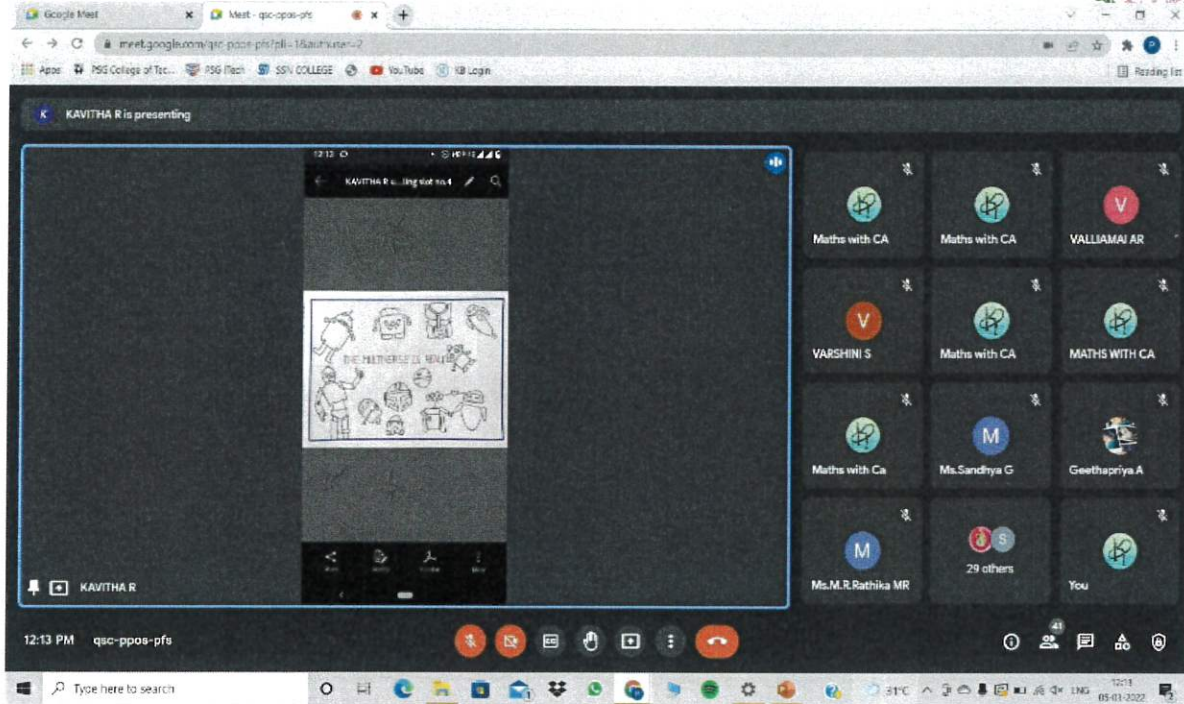 Google Meet
Meet - qsc-ppos-pfs
meet.google.com/qsc-ppos-pfs?pli=1&authuser=2
Apps
PSG College of Tec...
PSG iTech
SSN COLLEGE
YouTube
KB Login
Reading list
K KAVITHA R is presenting
12:13
KAVITHA R
slot no.4
THE MULTIVERSE IS
Maths with CA
Maths with CA
V
VALLIAMAI AR
V
VARSHINI S
Maths with CA
MATHS WITH CA
Maths with Ca
M
Ms.Sandhya G
Geethapriya A
M
Ms.M.R.Rathika MR
S
29 others
You
KAVITHA R
12:13 PM qsc-ppos-pfs
41
Type here to search
31°C
ENG
05-01-2022